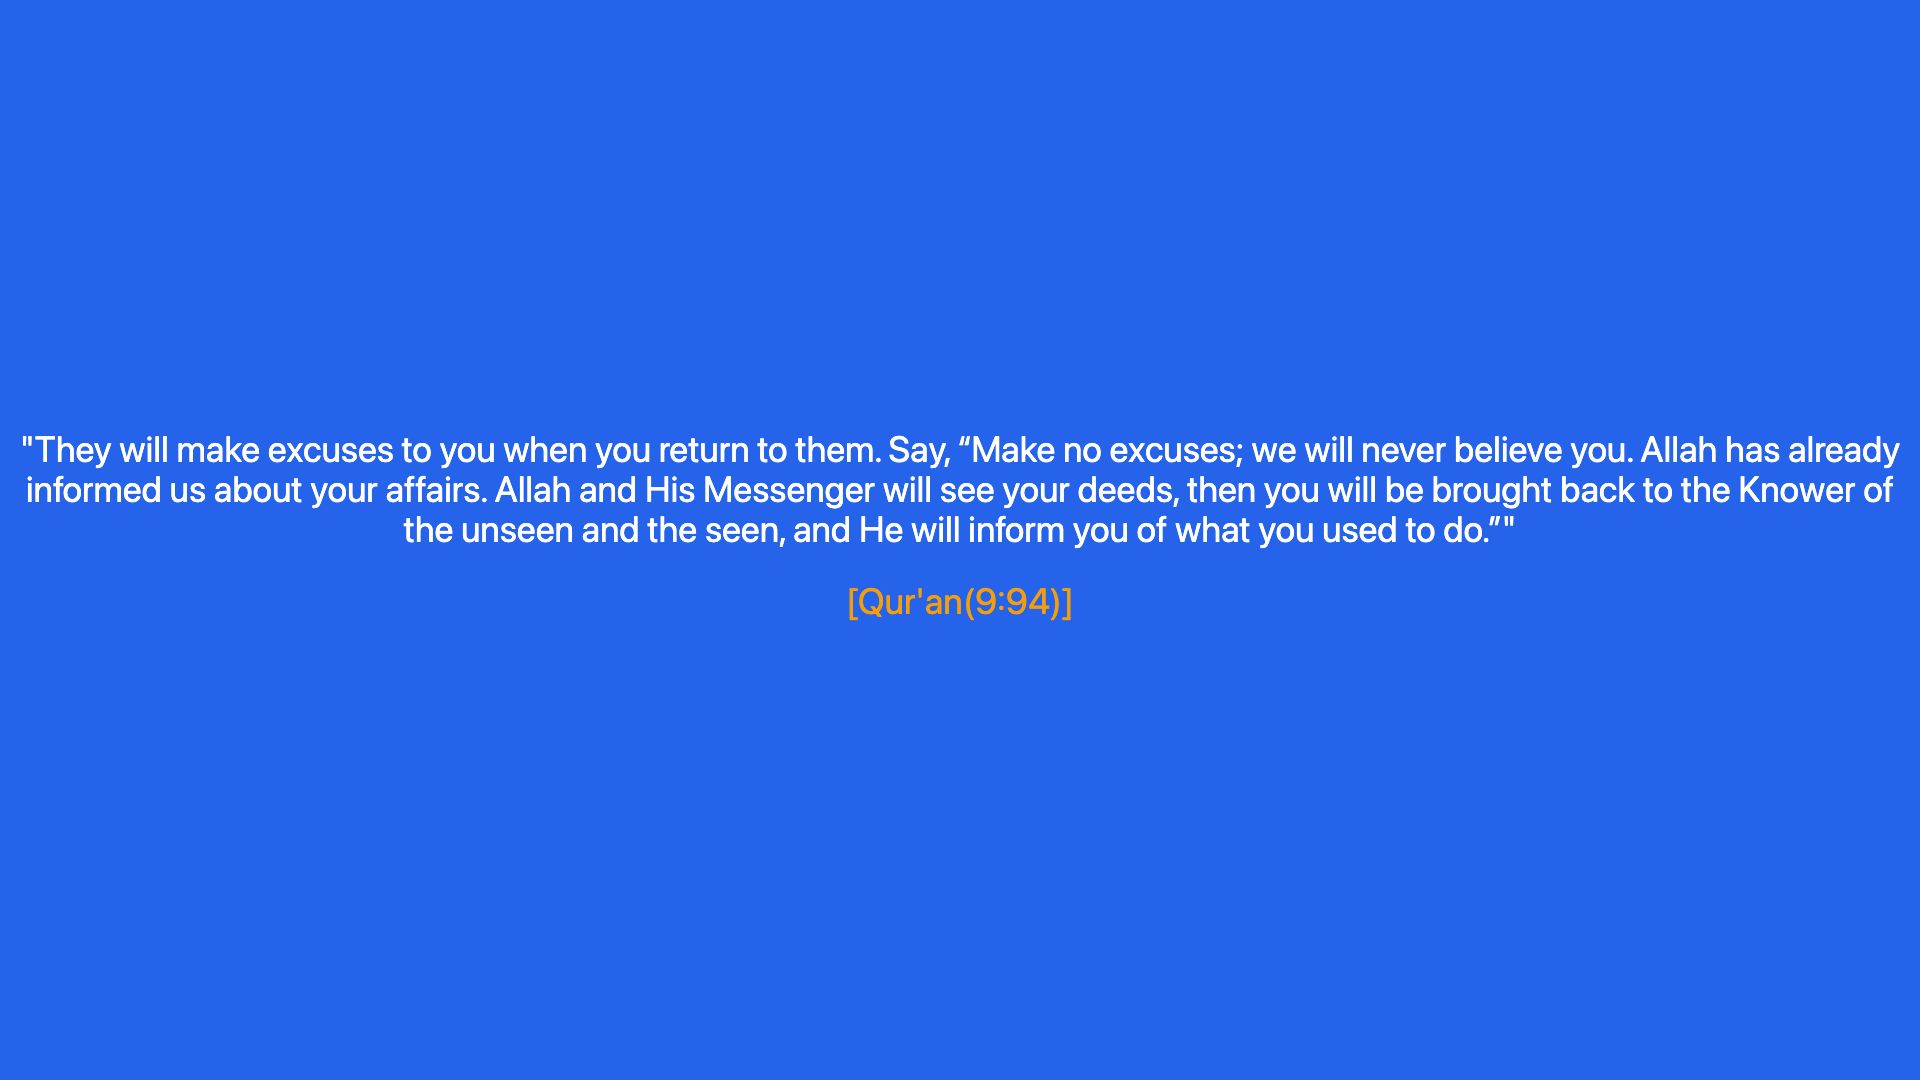 "They will make excuses to you when you return to them. Say, “Make no excuses; we will never believe you. Allah has already
informed us about your affairs. Allah and His Messenger will see your deeds, then you will be brought back to the Knower of
the unseen and the seen, and He will inform you of what you used to do.”"
[Qur'an(9:94)]